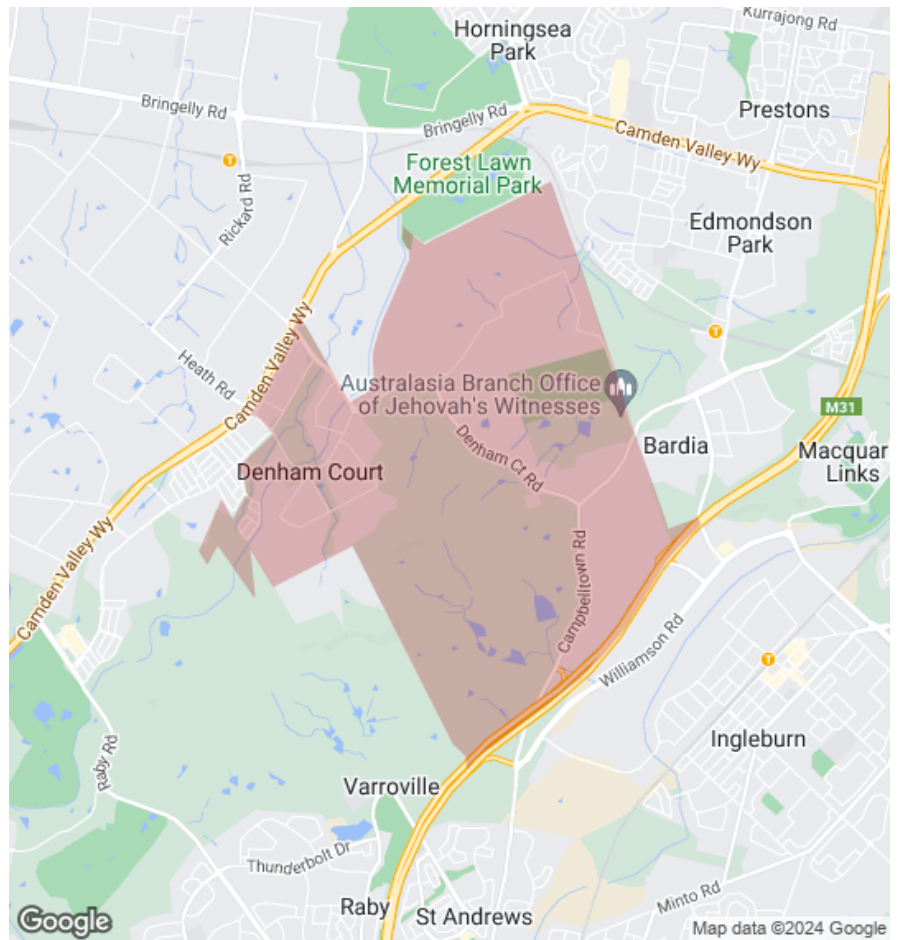 Kurrajong Rd
Horningsea
Park
Bringelly Rd
Prestons
Bringelly Rd
Camden Valley Wy
T
Forest Lawn
Memorial Park
Rickard Rd
Edmondson
Park
T
Camden Valley Wy
Heath Rd
Australasia Branch Office
of Jehovah's Witnesses
M31
Denham Ct Rd
Bardia
Macquar
Links
Denham Court
Camden Valley Wy
Campbelltown Rd
Williamson Rd
T
Ingleburn
Raby Rd
Varroville
Thunderbolt Dr
Minto Rd
Raby
St Andrews
Google
Map data ©2024 Google